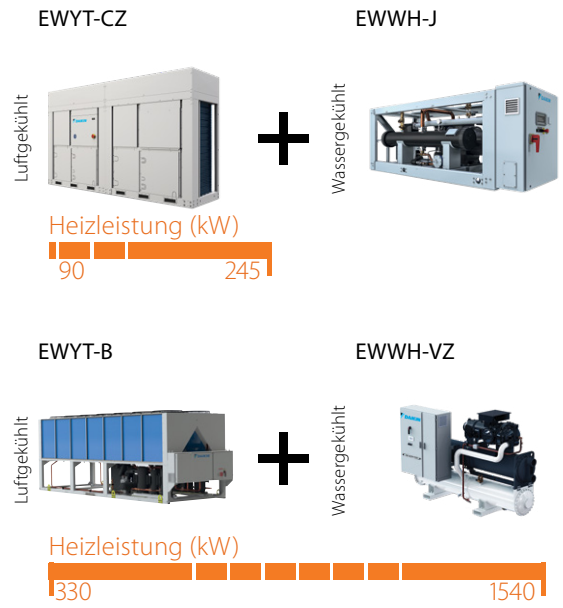 EWYT-CZ
EWWH-J
Luftgekühlt
Wassergekühlt
Heizleistung (kW)
90
245
EWYT-B
EWWH-VZ
Luftgekühlt
Wassergekühlt
Heizleistung (kW)
330
1540